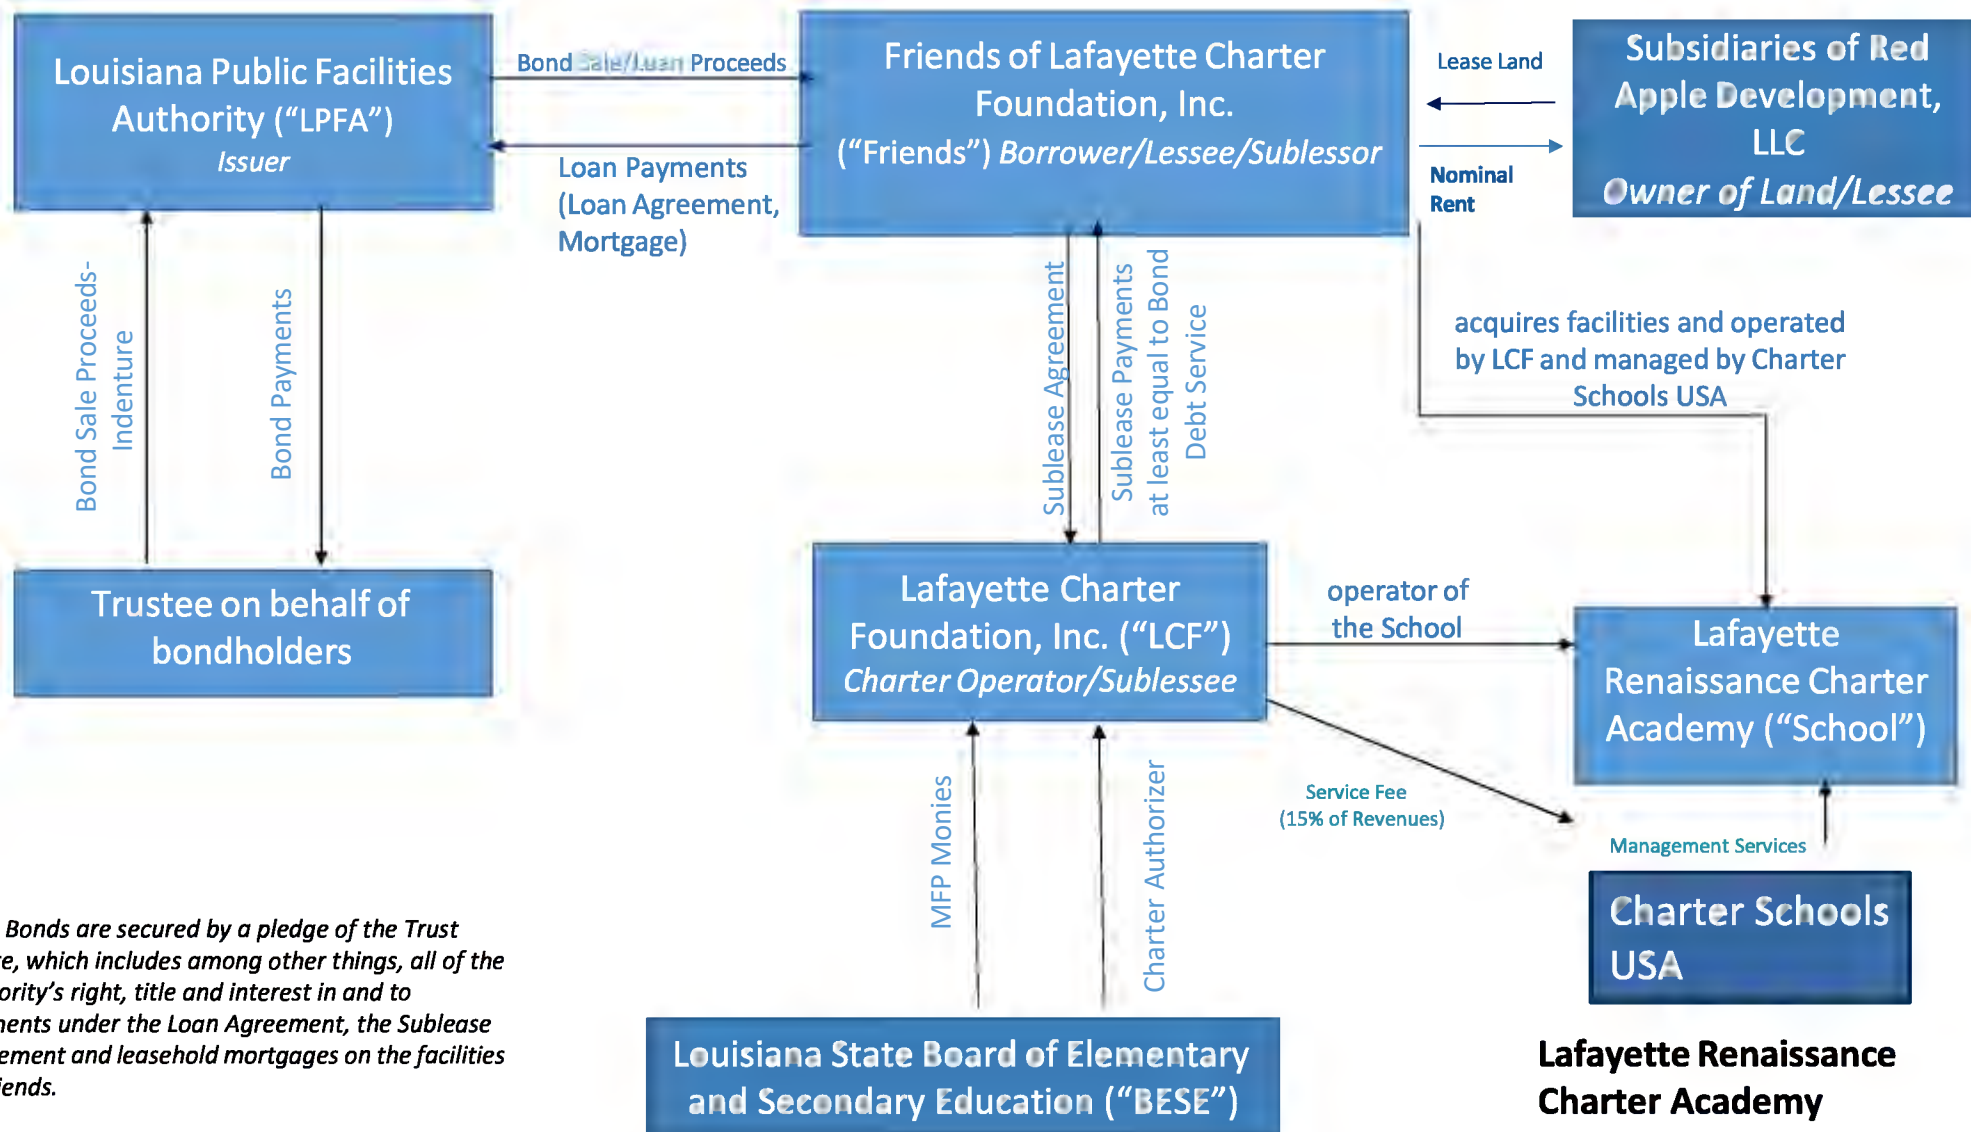 Louisiana Public Facilities
Authority (“LPFA”)
Issuer
Bond Sale/Loan Proceeds
Loan Payments
(Loan Agreement,
Mortgage)
Friends of Lafayette Charter
Foundation, Inc.
(“Friends”) Borrower/Lessee/Sublessor
Lease Land
Nominal
Rent
Subsidiaries of Red
Apple Development,
LLC
Owner of Land/Lessee
Bond Sale Proceeds-
Indenture
Bond Payments
Sublease Agreement
Sublease Payments
at least equal to Bond
Debt Service
acquires facilities and operated
by LCF and managed by Charter
Schools USA
Trustee on behalf of
bondholders
Lafayette Charter
Foundation, Inc. (“LCF”)
Charter Operator/Sublessee
operator of
the School
Lafayette
Renaissance Charter
Academy (“School”)
MFP Monies
Charter Authorizer
Service Fee
(15% of Revenues)
Management Services
Charter Schools
USA
Bonds are secured by a pledge of the Trust
which includes among other things, all of the
right, title and interest in and to
under the Loan Agreement, the Sublease
and leasehold mortgages on the facilities
Louisiana State Board of Elementary
and Secondary Education (“BESE”)
Lafayette Renaissance
Charter Academy